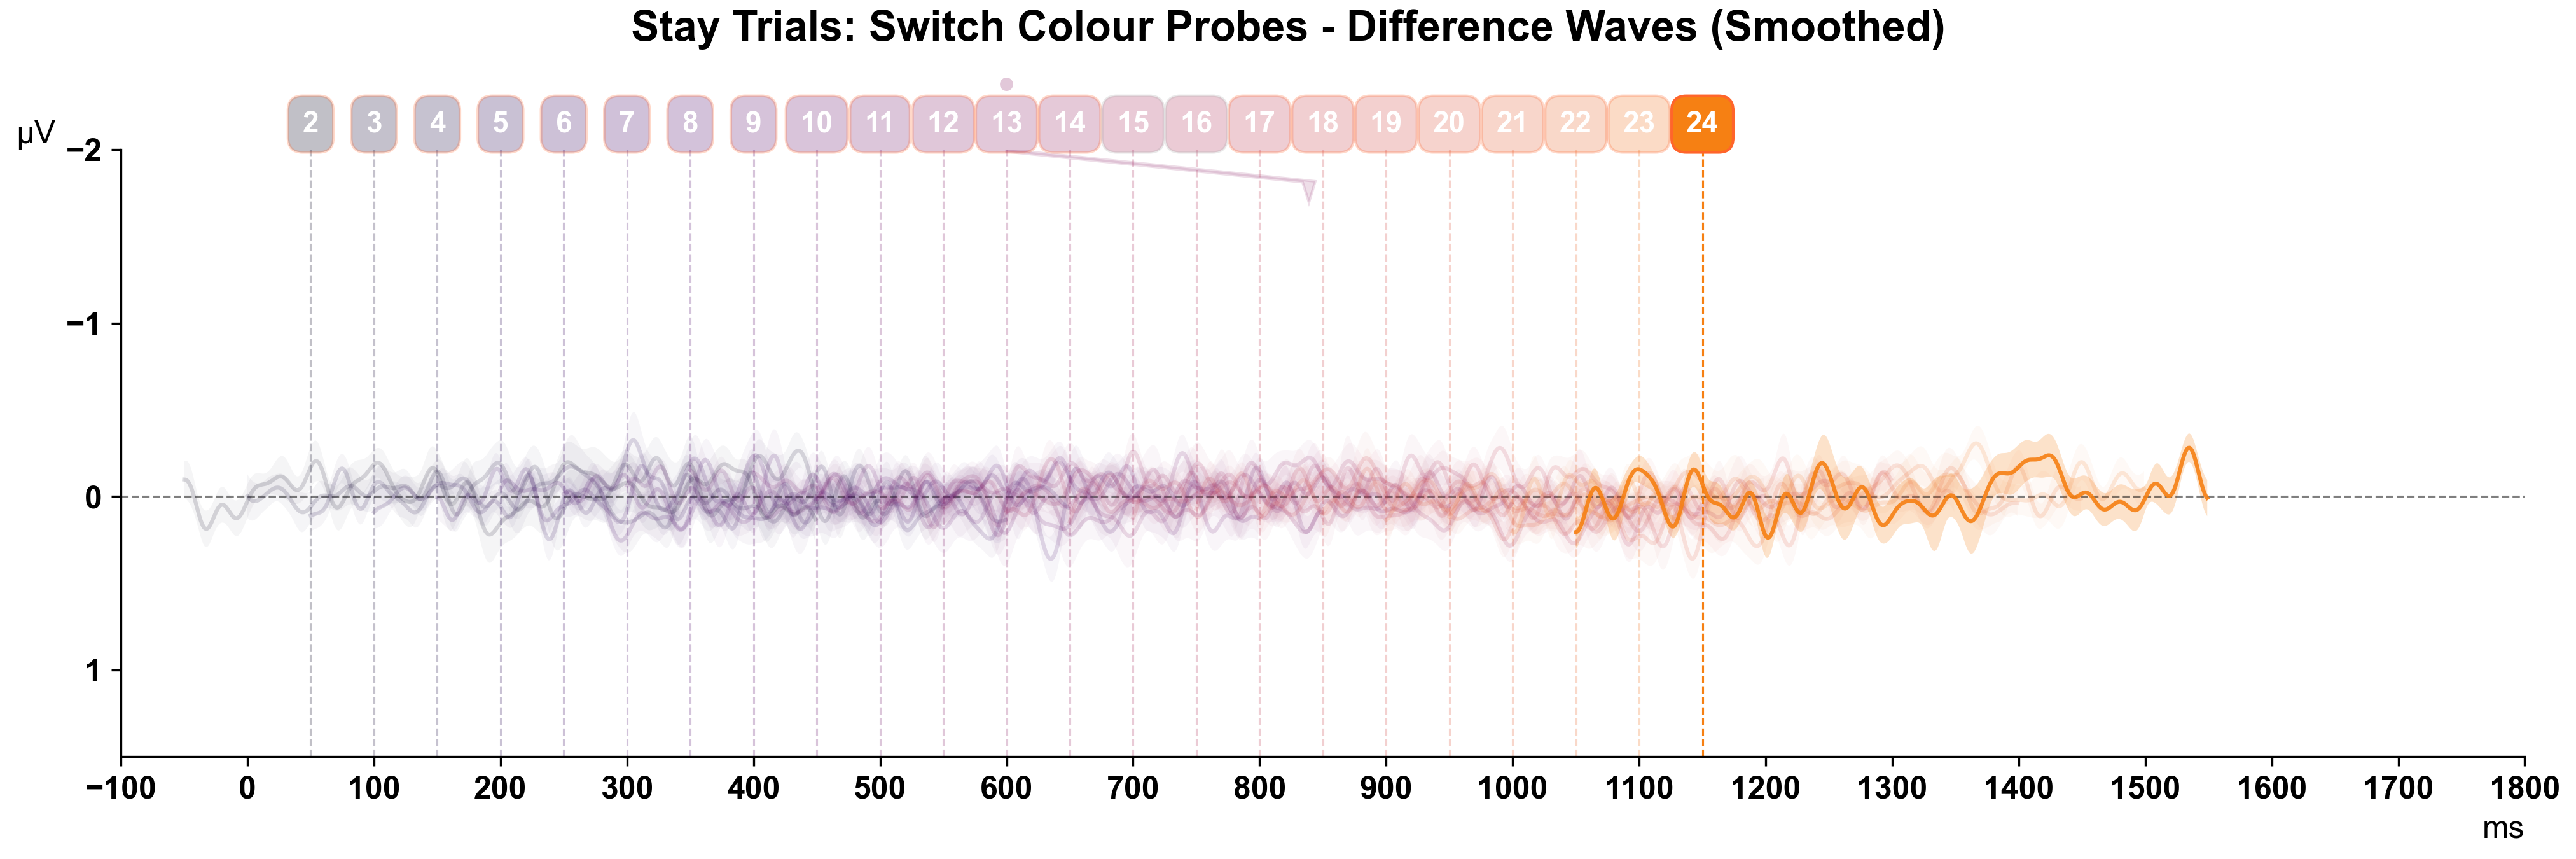 Stay Trials: Switch Colour Probes - Difference Waves (Smoothed)
2 3 4 5 6 7 8 9 10 11 12 13 14 15 16 17 18 19 20 21 22 23 24
µV
−2
−1
0
1
−100 0 100 200 300 400 500 600 700 800 900 1000 1100 1200 1300 1400 1500 1600 1700 1800
ms